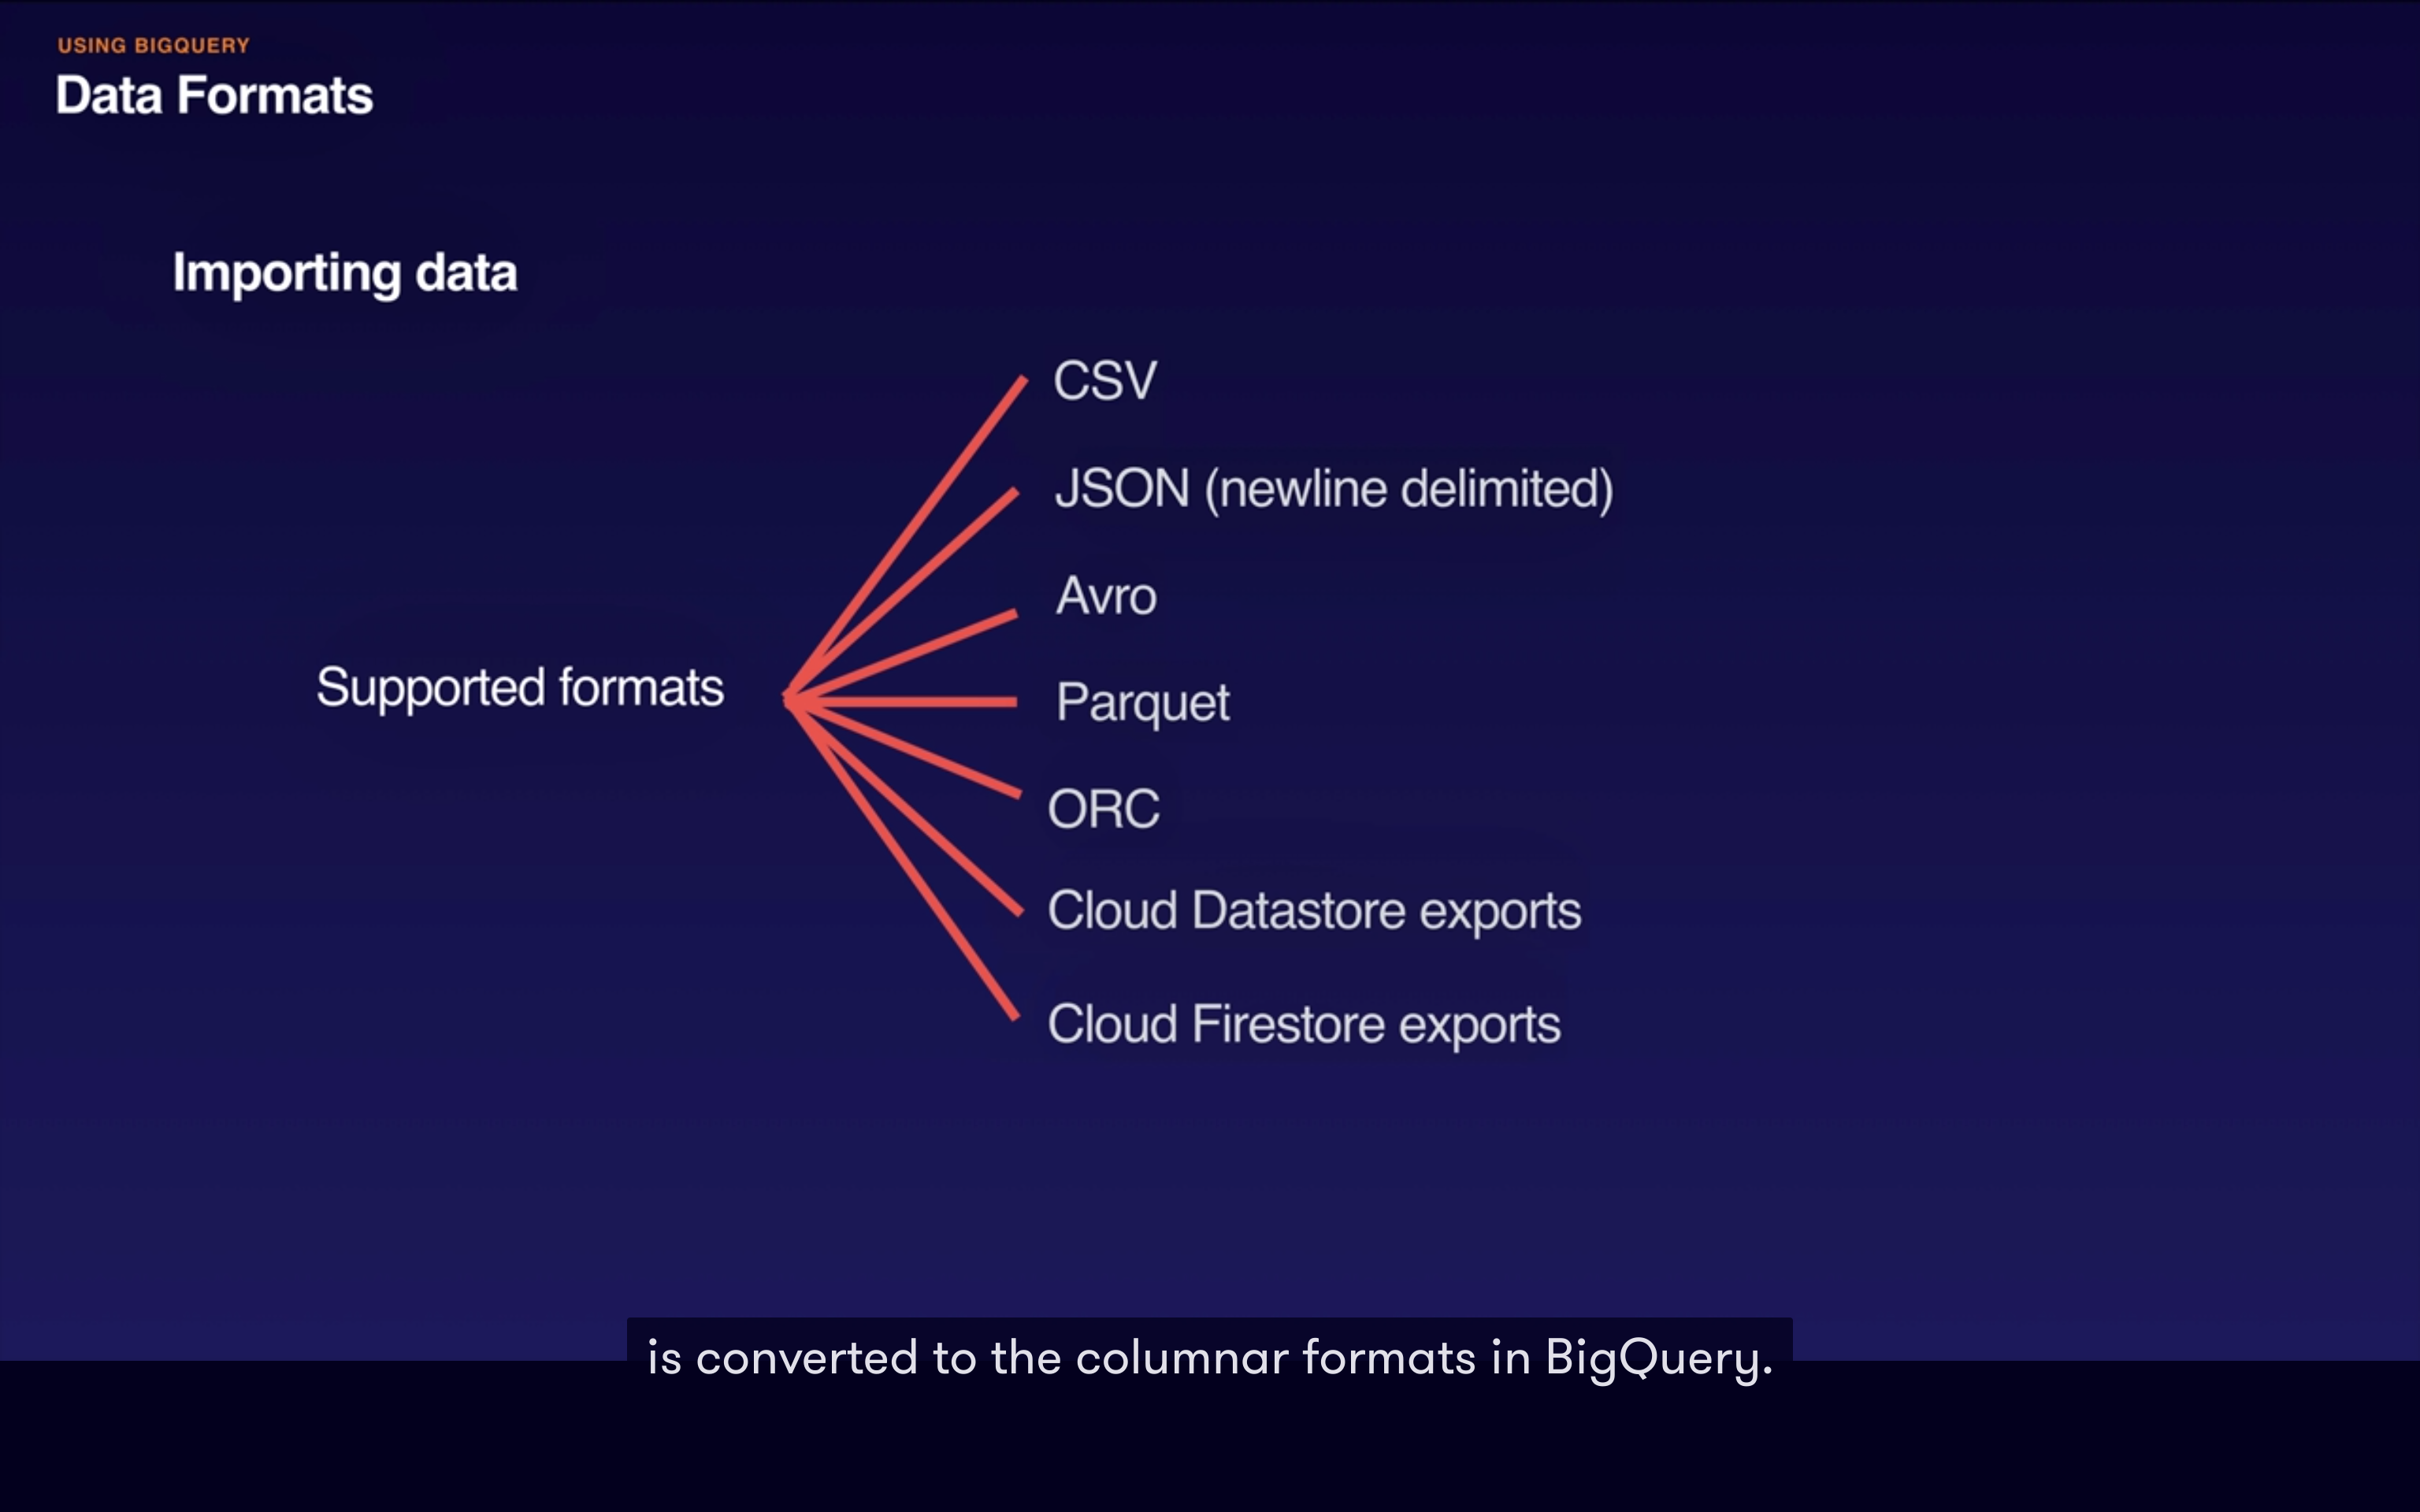 USING BIGQUERY
Data Formats
Importing data
Supported formats
CSV
JSON (newline delimited)
Avro
Parquet
ORC
Cloud Datastore exports
Cloud Firestore exports
is converted to the columnar formats in BigQuery.